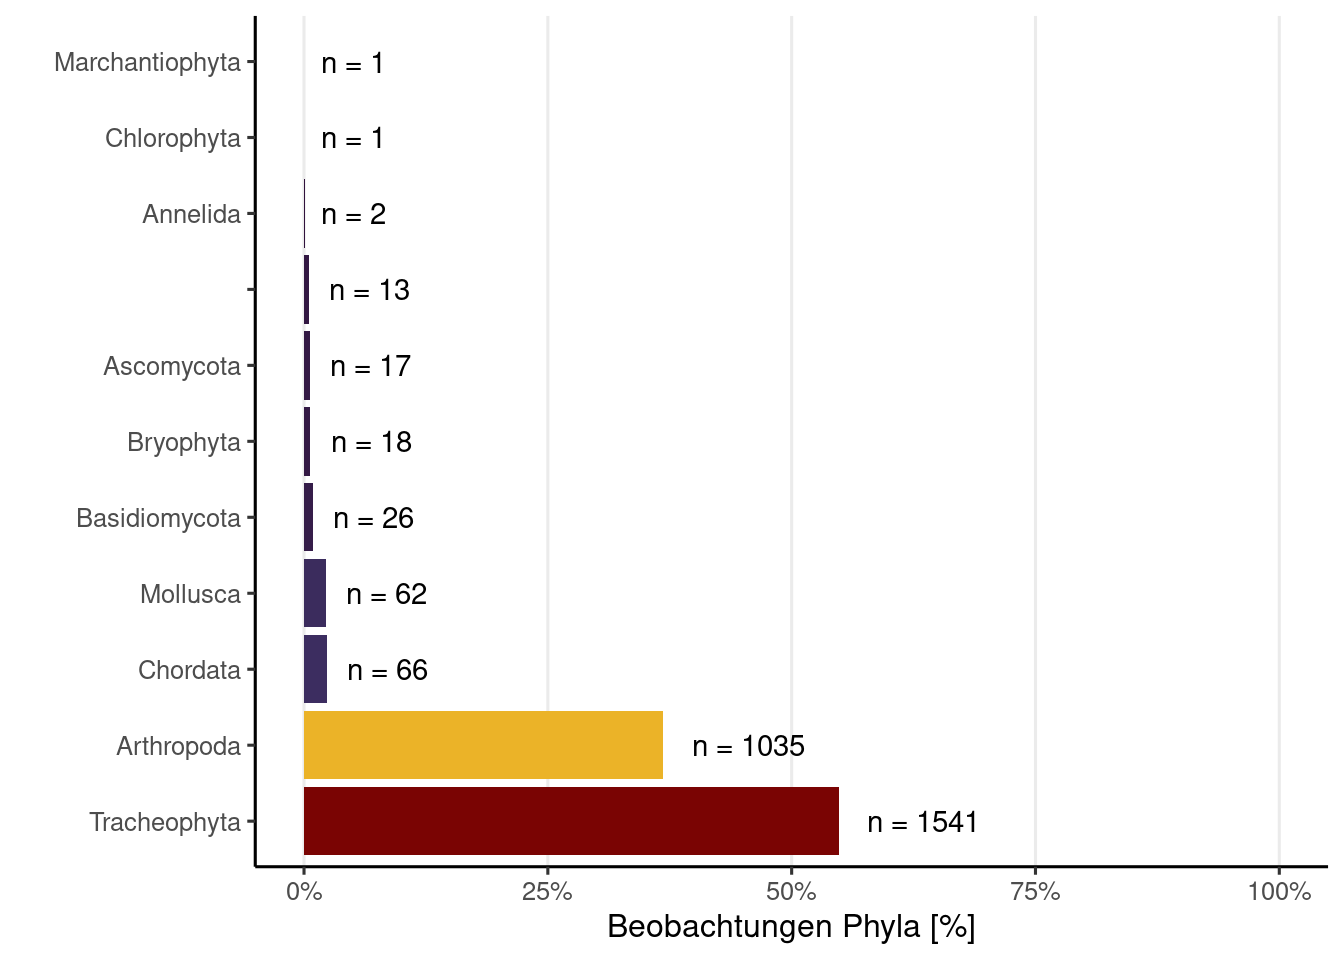 Marchantiophyta n = 1
Chlorophyta n = 1
Annelida n = 2
n = 13
Ascomycota n = 17
Bryophyta n = 18
Basidiomycota n = 26
Mollusca n = 62
Chordata n = 66
Arthropoda n = 1035
Tracheophyta n = 1541
0% 25% 50% 75% 100%
Beobachtungen Phyla [%]